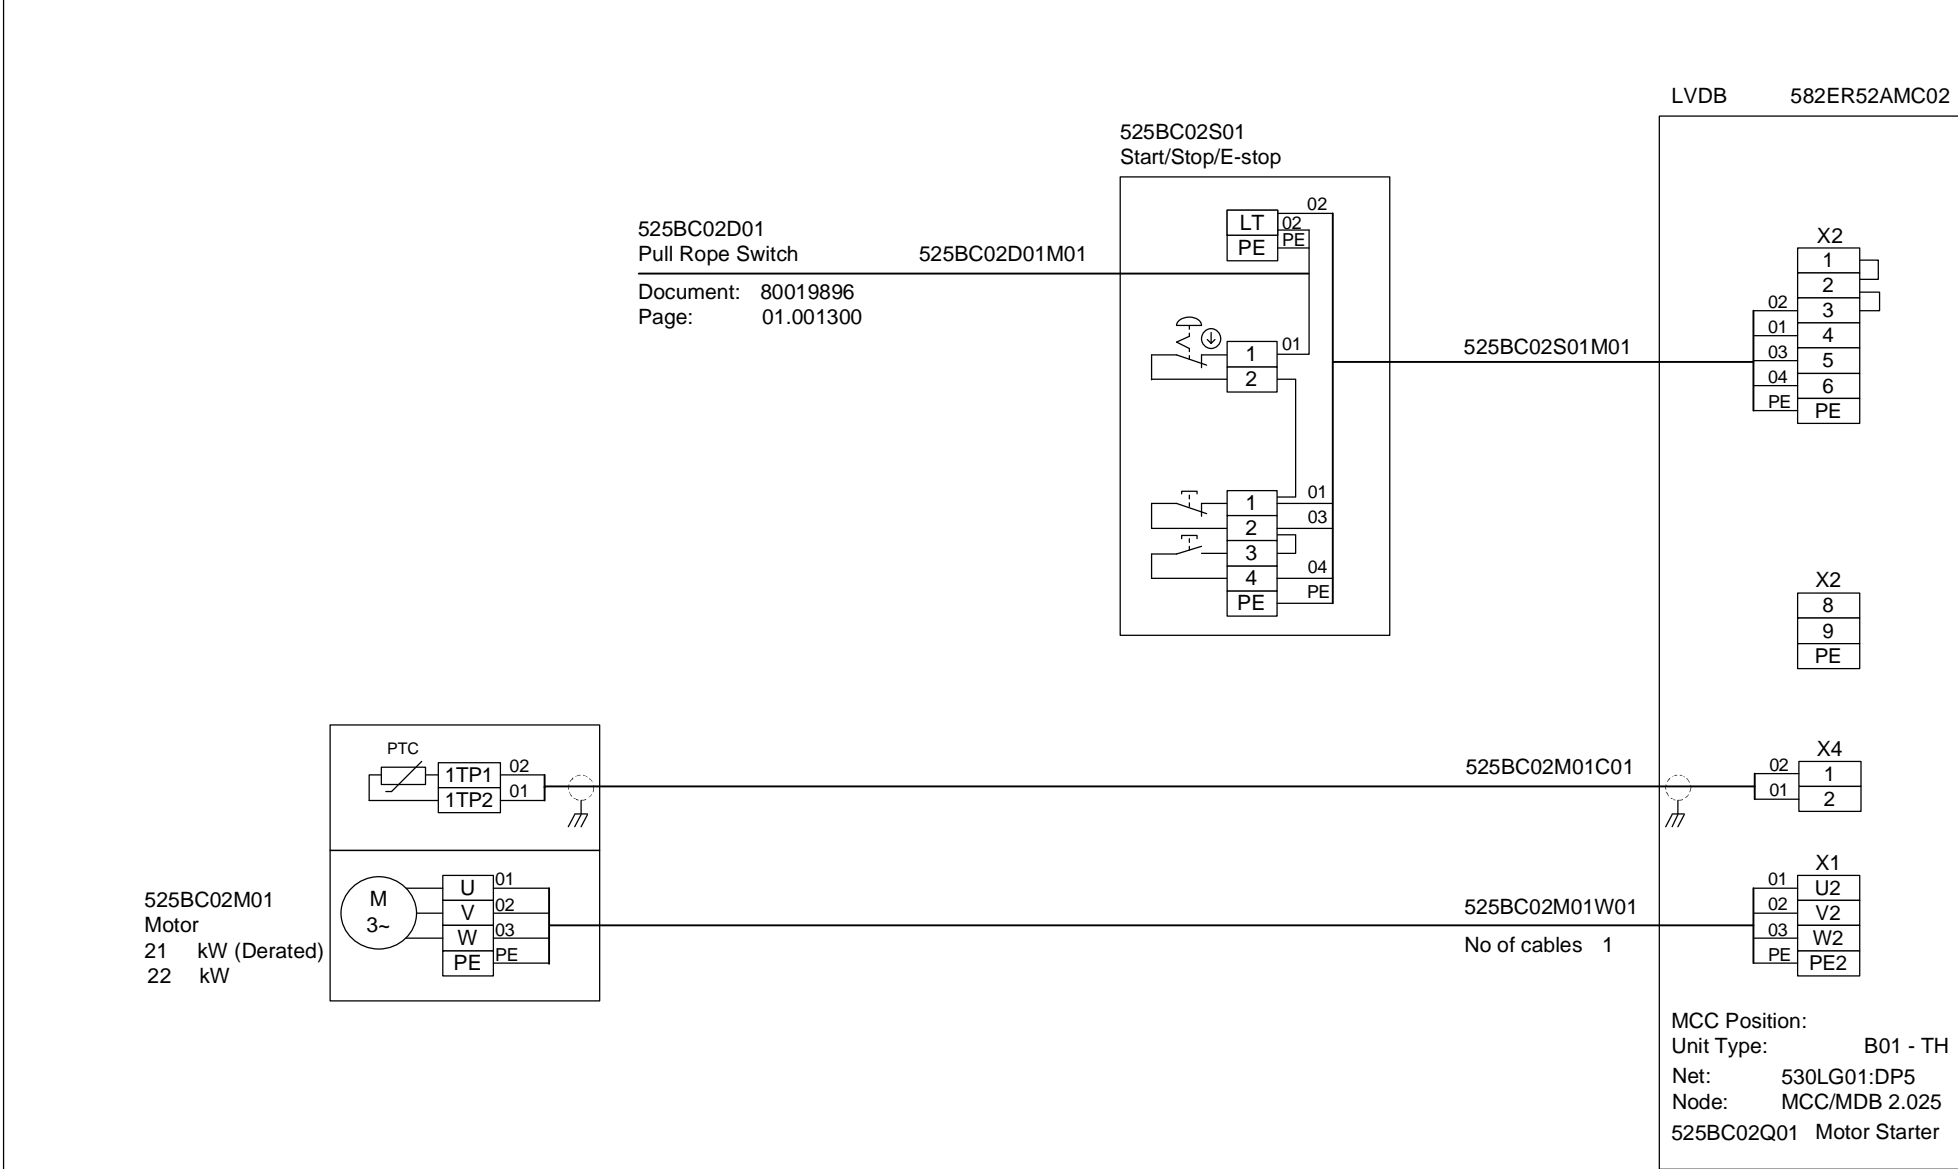 LVDB 582ER52AMC02
525BC02S01
Start/Stop/E-stop
525BC02D01
Pull Rope Switch 525BC02D01M01
Document: 80019896
Page: 01.001300
LT
PE
02
02
PE
1
2
01
1
2
3
4
PE
01
03
04
PE
525BC02S01M01
X2
1
2
02 3
01 4
03 5
04 6
PE PE
X2
8
9
PE
PTC
1TP1 02
1TP2 01
525BC02M01C01
X4
02 1
01 2
525BC02M01
Motor
21 kW (Derated)
22 kW
M
3~
U 01
V 02
W 03
PE PE
525BC02M01W01
No of cables 1
X1
01 U2
02 V2
03 W2
PE PE2
MCC Position:
Unit Type: B01 - TH
Net: 530LG01:DP5
Node: MCC/MDB 2.025
525BC02Q01 Motor Starter